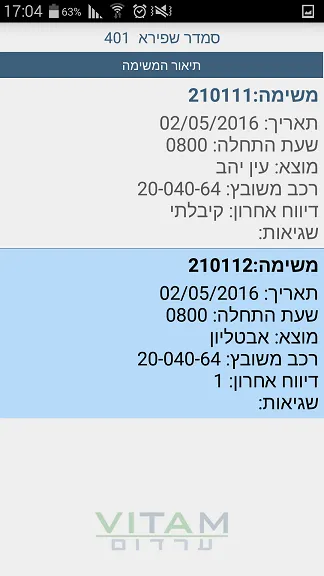 17:04 63%
סמדר שפירא 401
תיאור המשימה
משימה:210111
תאריך: 02/05/2016
שעת התחלה: 0800
מוצא: עין יהב
רכב משובץ: 20-040-64
דיווח אחרון: קיבלתי
שגיאות:
משימה:210112
תאריך: 02/05/2016
שעת התחלה: 0800
מוצא: אבטליון
רכב משובץ: 20-040-64
דיווח אחרון: 1
שגיאות:
VITAM
ערדום